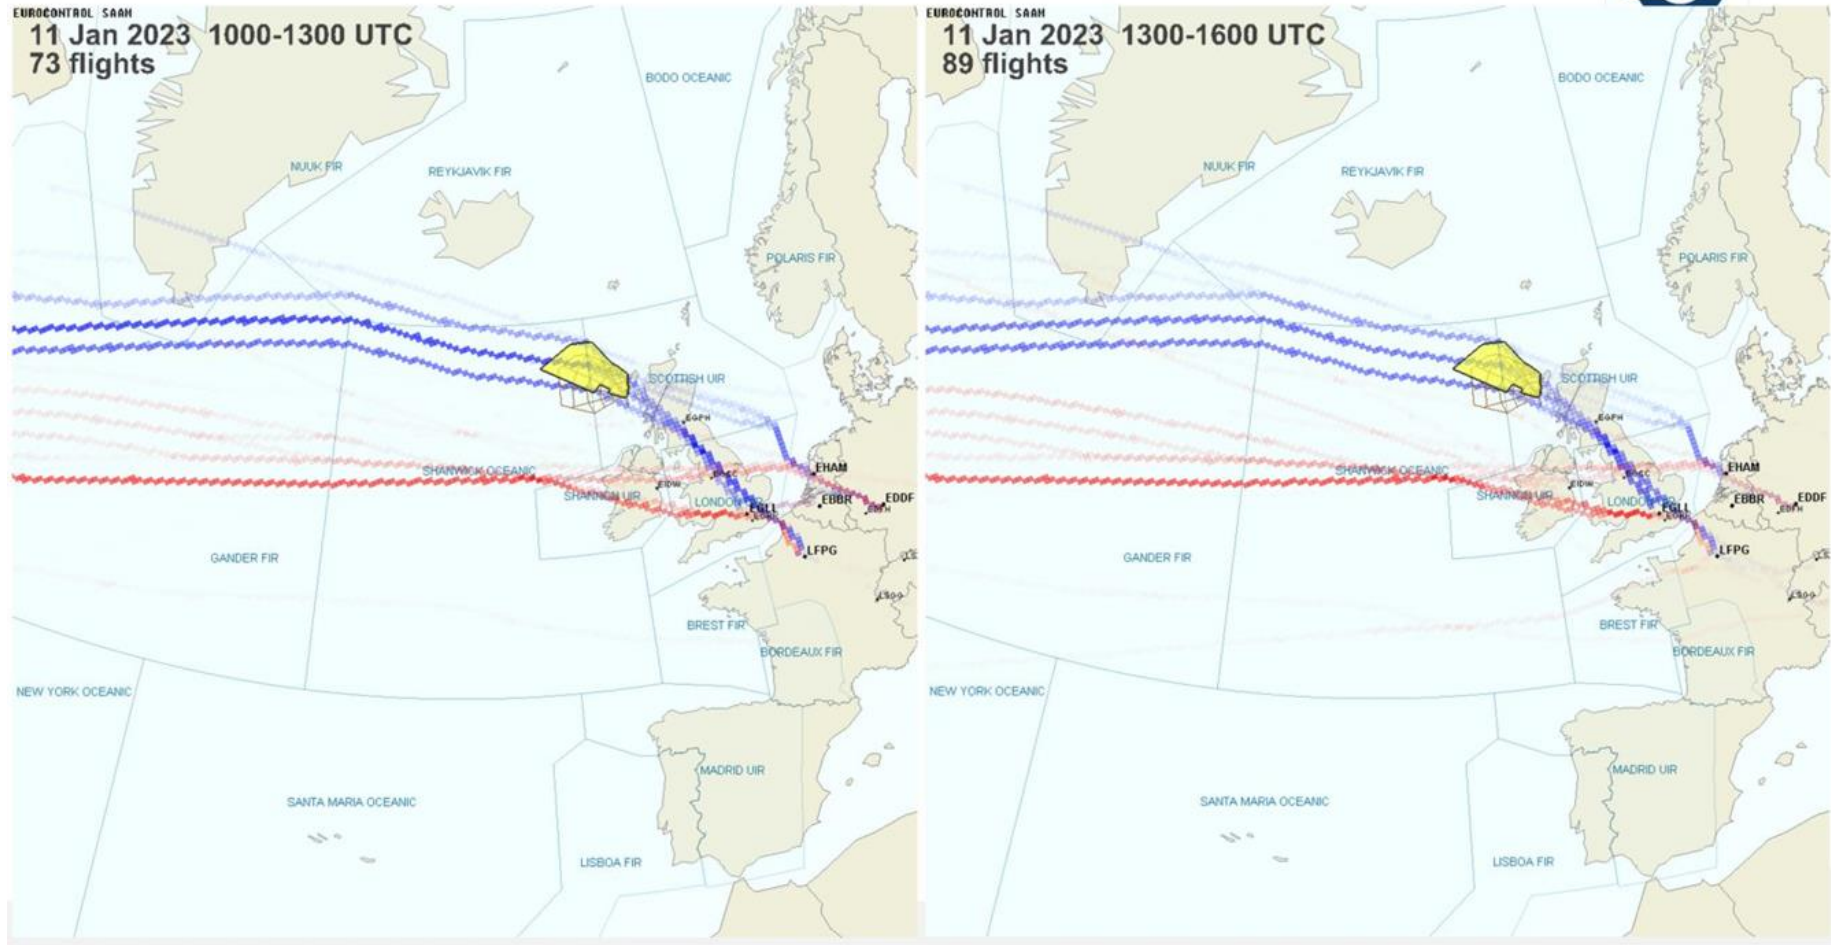 EUROCONTROL SAAM
11 Jan 2023 1000-1300 UTC
73 flights
BODO OCEANIC
NUUK FIR
REYKJAVIK FIR
POLARIS FIR
SCOTTISH UIR
EGPH
SHANWICK OCEANIC
EHAM
EIDW
SHANNON UIR
LONDON
EBBR
EDDF
EGLL
EDFH
LFPG
GANDER FIR
BREST FIR
BORDEAUX FIR
NEW YORK OCEANIC
MADRID UIR
SANTA MARIA OCEANIC
LISBOA FIR
EUROCONTROL SAAM
11 Jan 2023 1300-1600 UTC
89 flights
BODO OCEANIC
NUUK FIR
REYKJAVIK FIR
POLARIS FIR
SCOTTISH UIR
EGPH
SHANWICK OCEANIC
EHAM
EIDW
SHANNON UIR
LONDON
EBBR
EDDF
EGLL
EDFH
LFPG
GANDER FIR
BREST FIR
BORDEAUX FIR
NEW YORK OCEANIC
MADRID UIR
SANTA MARIA OCEANIC
LISBOA FIR